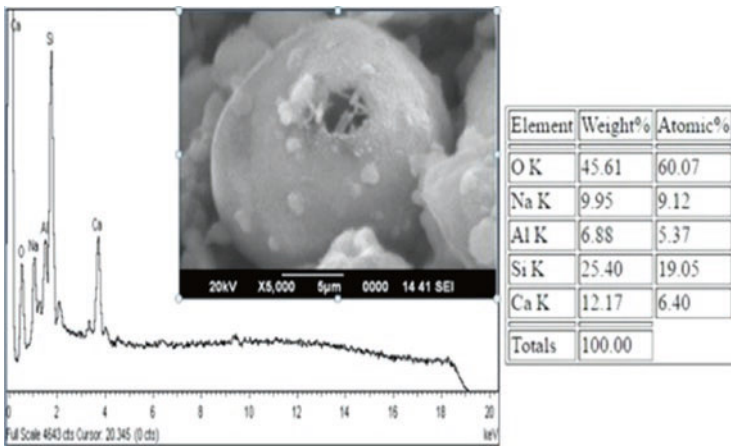 Ca
Si
O
Na
Al
Ca
20kV X5,000 5µm 0000 14 41 SEI
0 2 4 6 8 10 12 14 16 18 20
Full Scale 4643 cts Cursor: 20.345 (0 cts) keV
Element Weight% Atomic%
O K 45.61 60.07
Na K 9.95 9.12
Al K 6.88 5.37
Si K 25.40 19.05
Ca K 12.17 6.40
Totals 100.00